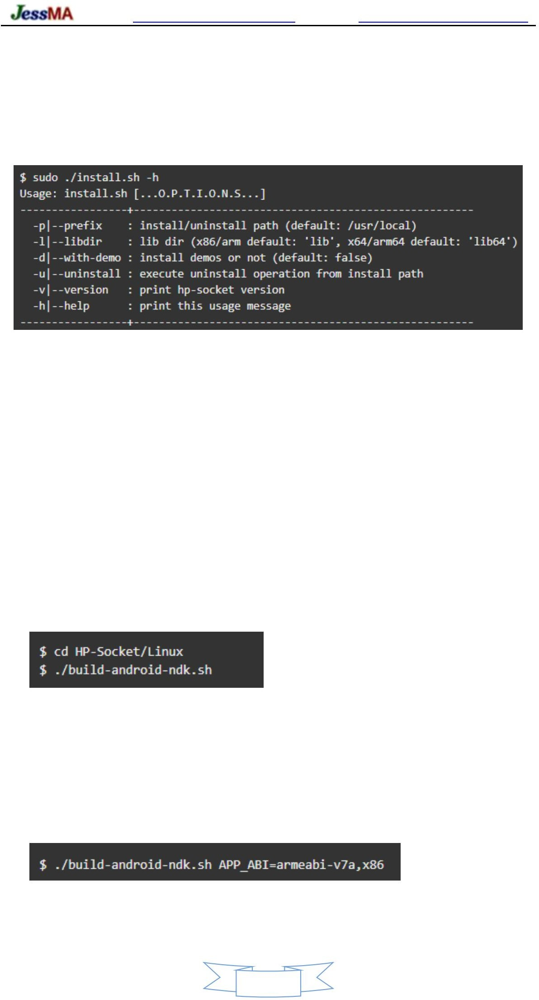 JessMA
$ sudo ./install.sh -h
Usage: install.sh [...O.P.T.I.O.N.S...]
-----------------+------------------------------------------------------
  -p|--prefix    : install/uninstall path (default: /usr/local)
  -l|--libdir    : lib dir (x86/arm default: 'lib', x64/arm64 default: 'lib64')
  -d|--with-demo : install demos or not (default: false)
  -u|--uninstall : execute uninstall operation from install path
  -v|--version   : print hp-socket version
  -h|--help      : print this usage message
-----------------+------------------------------------------------------
$ cd HP-Socket/Linux
$ ./build-android-ndk.sh
$ ./build-android-ndk.sh APP_ABI=armeabi-v7a,x86